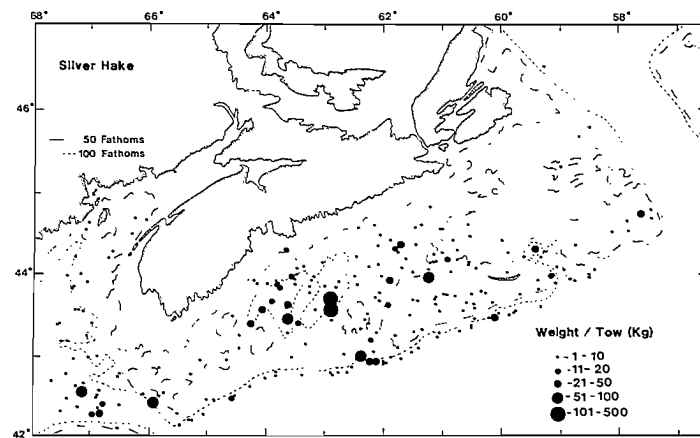 68° 66° 64° 62° 60° 58°
Silver Hake
46°
50 Fathoms
100 Fathoms
44°
Weight / Tow (Kg)
1 - 10
11 - 20
21 - 50
51 - 100
101 - 500
42°